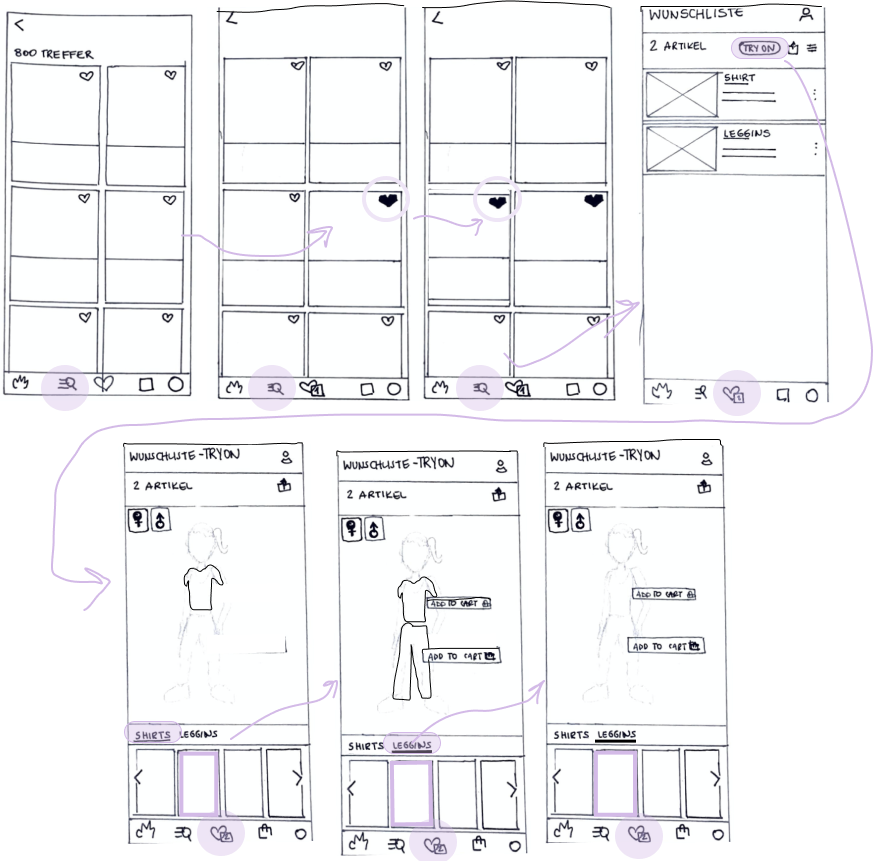 800 TREFFER
WUNSCHLISTE
2 ARTIKEL
TRY ON
SHIRT
LEGGINS
WUNSCHLISTE-TRYON
2 ARTIKEL
SHIRTS LEGGINS
WUNSCHLISTE-TRYON
2 ARTIKEL
ADD TO CART
ADD TO CART
SHIRTS LEGGINS
WUNSCHLISTE-TRYON
2 ARTIKEL
ADD TO CART
ADD TO CART
SHIRTS LEGGINS